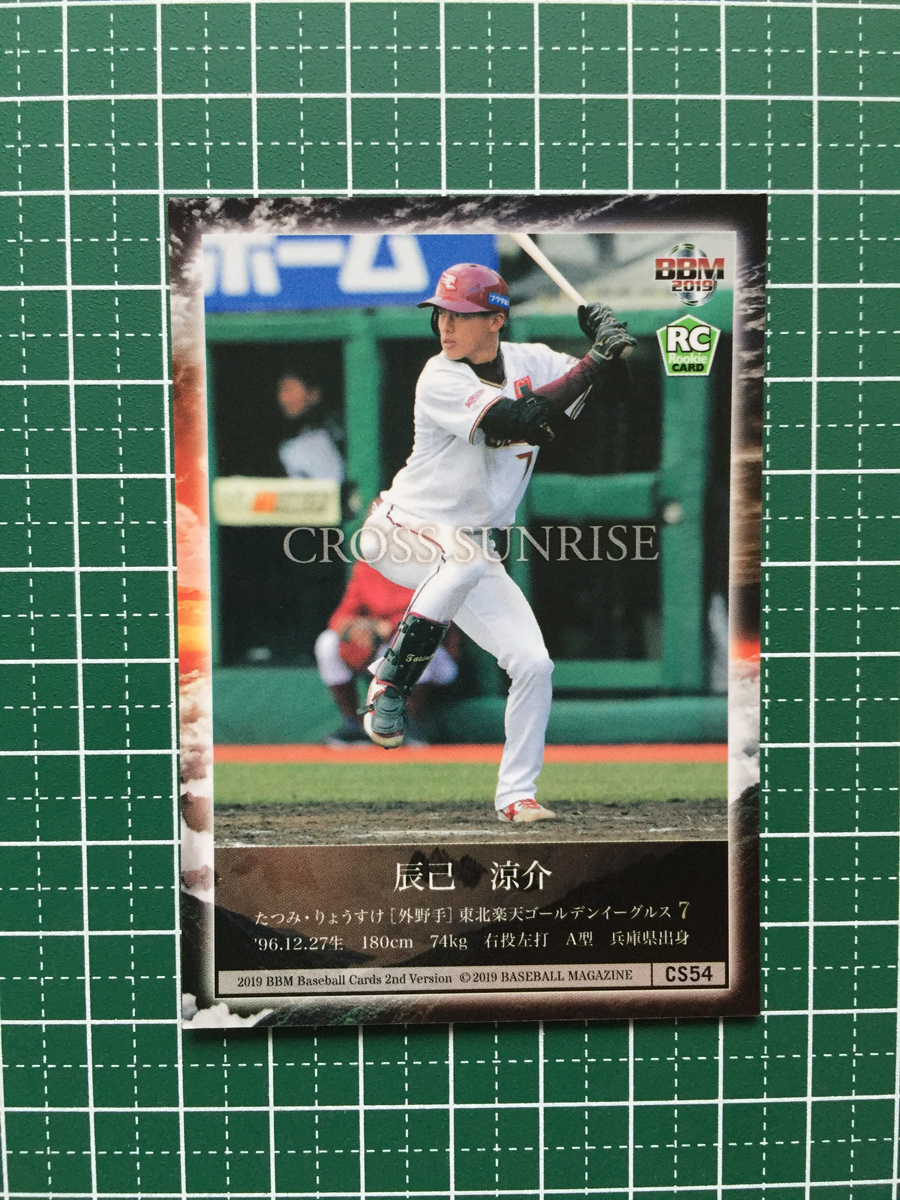 ホーム
BBM
2019
RC
Rookie
CARD
7
CROSS SUNRISE
辰己 涼介
たつみ・りょうすけ [外野手] 東北楽天ゴールデンイーグルス 7
'96.12.27生 180cm 74kg 右投左打 A型 兵庫県出身
2019 BBM Baseball Cards 2nd Version ©2019 BASEBALL MAGAZINE CS54